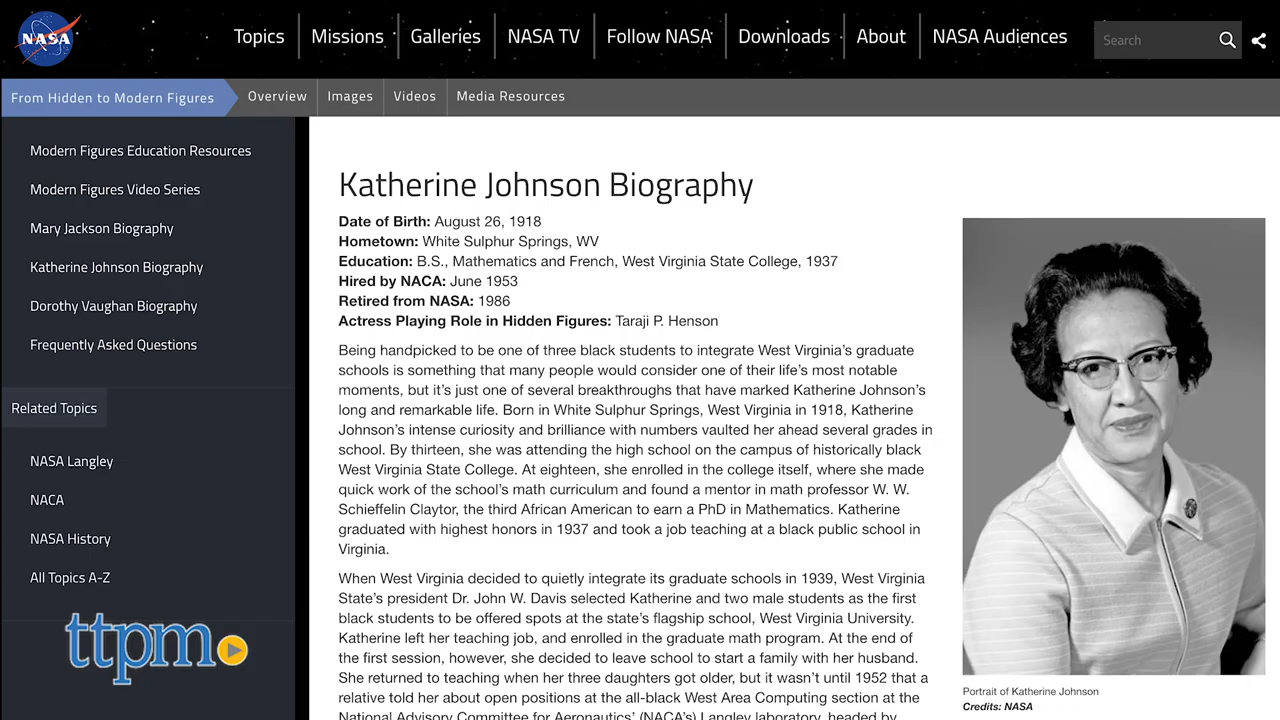 NASA
Topics
Missions
Galleries
NASA TV
Follow NASA
Downloads
About
NASA Audiences
Search
From Hidden to Modern Figures
Overview
Images
Videos
Media Resources
Modern Figures Education Resources
Modern Figures Video Series
Mary Jackson Biography
Katherine Johnson Biography
Dorothy Vaughan Biography
Frequently Asked Questions
Related Topics
NASA Langley
NACA
NASA History
All Topics A-Z
ttpm
Katherine Johnson Biography
Date of Birth: August 26, 1918
Hometown: White Sulphur Springs, WV
Education: B.S., Mathematics and French, West Virginia State College, 1937
Hired by NACA: June 1953
Retired from NASA: 1986
Actress Playing Role in Hidden Figures: Taraji P. Henson
Being handpicked to be one of three black students to integrate West Virginia's graduate
schools is something that many people would consider one of their life's most notable
moments, but it's just one of several breakthroughs that have marked Katherine Johnson's
long and remarkable life. Born in White Sulphur Springs, West Virginia in 1918, Katherine
Johnson's intense curiosity and brilliance with numbers vaulted her ahead several grades in
school. By thirteen, she was attending the high school on the campus of historically black
West Virginia State College. At eighteen, she enrolled in the college itself, where she made
quick work of the school's math curriculum and found a mentor in math professor W. W.
Schieffelin Claytor, the third African American to earn a PhD in Mathematics. Katherine
graduated with highest honors in 1937 and took a job teaching at a black public school in
Virginia.
When West Virginia decided to quietly integrate its graduate schools in 1939, West Virginia
State's president Dr. John W. Davis selected Katherine and two male students as the first
black students to be offered spots at the state's flagship school, West Virginia University.
Katherine left her teaching job, and enrolled in the graduate math program. At the end of
the first session, however, she decided to leave school to start a family with her husband.
She returned to teaching when her three daughters got older, but it wasn't until 1952 that a
relative told her about open positions at the all-black West Area Computing section at the
National Advisory Committee for Aeronautics' (NACA's) Langley laboratory, headed by
Portrait of Katherine Johnson
Credits: NASA